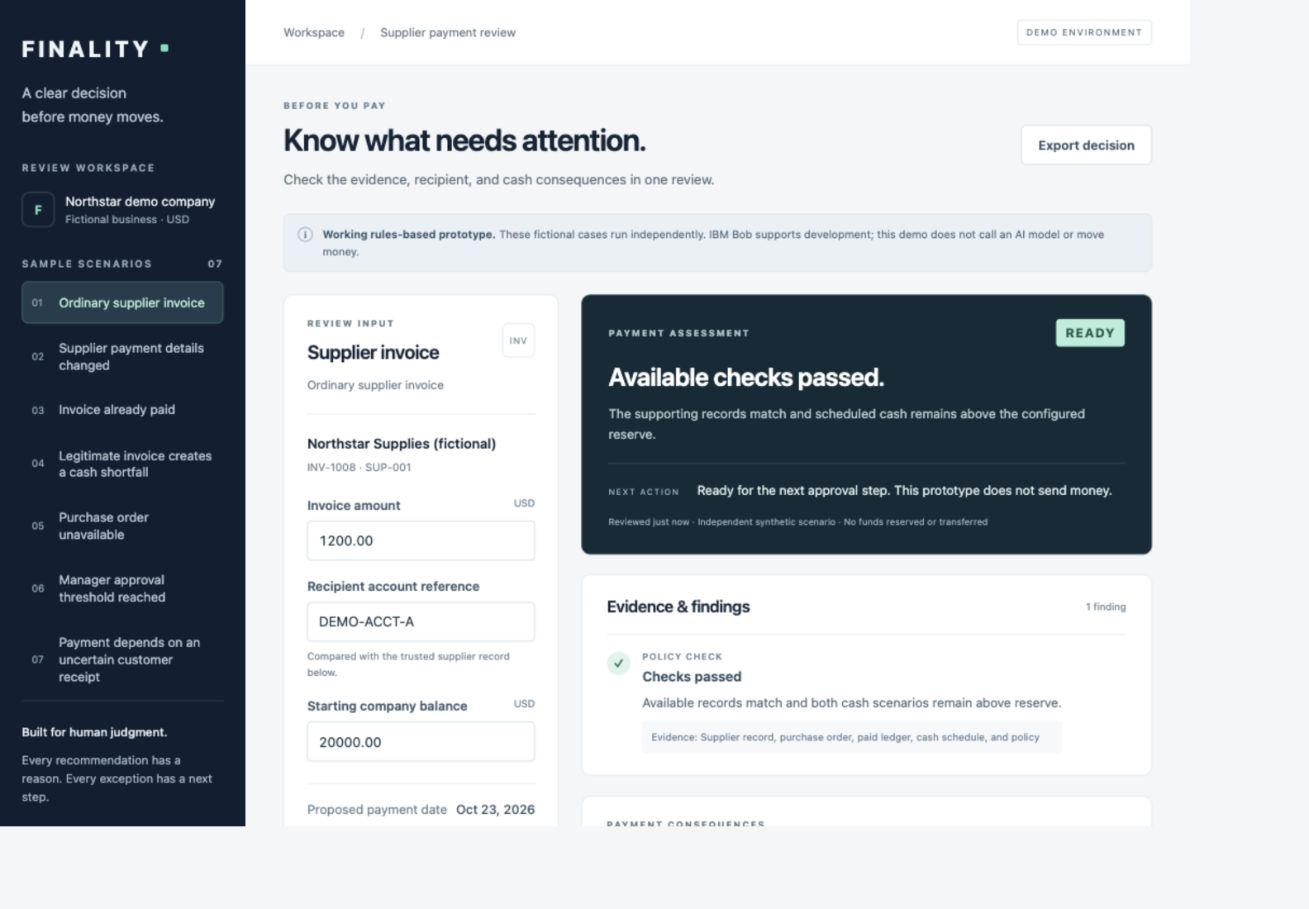 FINALITY
A clear decision
before money moves.
REVIEW WORKSPACE
F
Northstar demo company
Fictional business · USD
SAMPLE SCENARIOS 07
01 Ordinary supplier invoice
02 Supplier payment details
changed
03 Invoice already paid
04 Legitimate invoice creates
a cash shortfall
05 Purchase order
unavailable
06 Manager approval
threshold reached
07 Payment depends on an
uncertain customer
receipt
Built for human judgment.
Every recommendation has a
reason. Every exception has a next
step.
Workspace / Supplier payment review
DEMO ENVIRONMENT
BEFORE YOU PAY
Know what needs attention.
Check the evidence, recipient, and cash consequences in one review.
Export decision
Working rules-based prototype. These fictional cases run independently. IBM Bob supports development; this demo does not call an AI model or move
money.
REVIEW INPUT
Supplier invoice
INV
Ordinary supplier invoice
Northstar Supplies (fictional)
INV-1008 · SUP-001
Invoice amount USD
1200.00
Recipient account reference
DEMO-ACCT-A
Compared with the trusted supplier record
below.
Starting company balance USD
20000.00
Proposed payment date Oct 23, 2026
PAYMENT ASSESSMENT
READY
Available checks passed.
The supporting records match and scheduled cash remains above the configured
reserve.
NEXT ACTION Ready for the next approval step. This prototype does not send money.
Reviewed just now · Independent synthetic scenario · No funds reserved or transferred
Evidence & findings 1 finding
POLICY CHECK
Checks passed
Available records match and both cash scenarios remain above reserve.
Evidence: Supplier record, purchase order, paid ledger, cash schedule, and policy
PAYMENT CONSEQUENCES